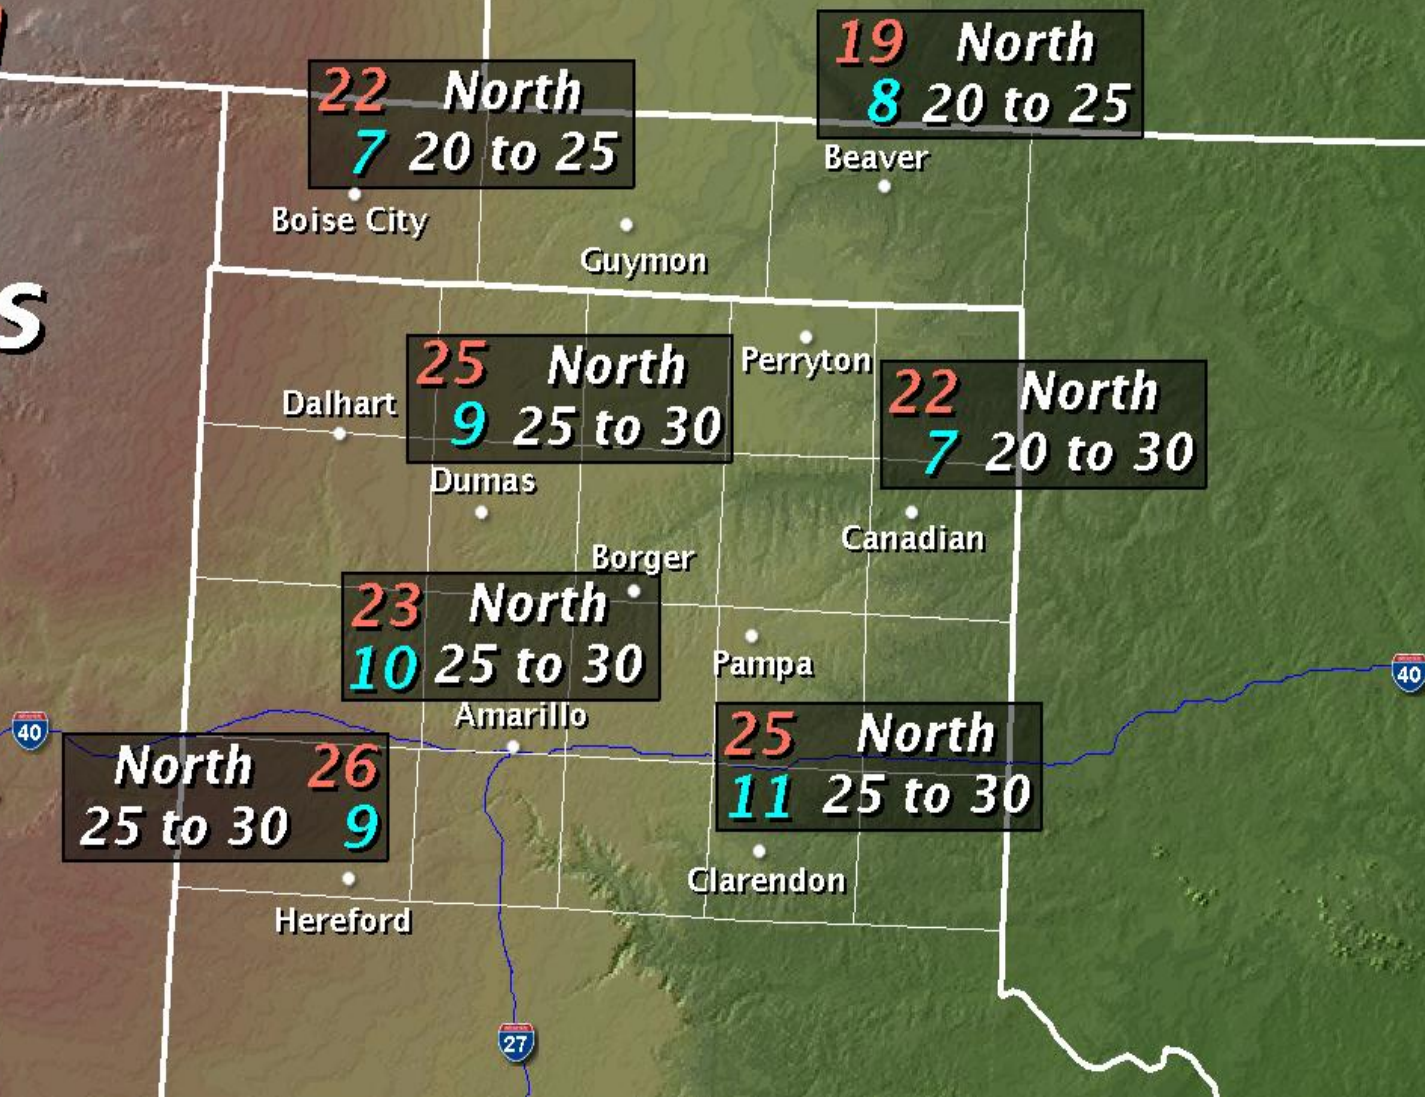 19 North
8 20 to 25
Beaver
22 North
7 20 to 25
Boise City
Guymon
s
25 North
9 25 to 30
Dumas
Perryton
Dalhart
22 North
7 20 to 30
Canadian
Borger
23 North
10 25 to 30
Amarillo
Pampa
40
40
North 26
25 to 30 9
Hereford
25 North
11 25 to 30
Clarendon
27